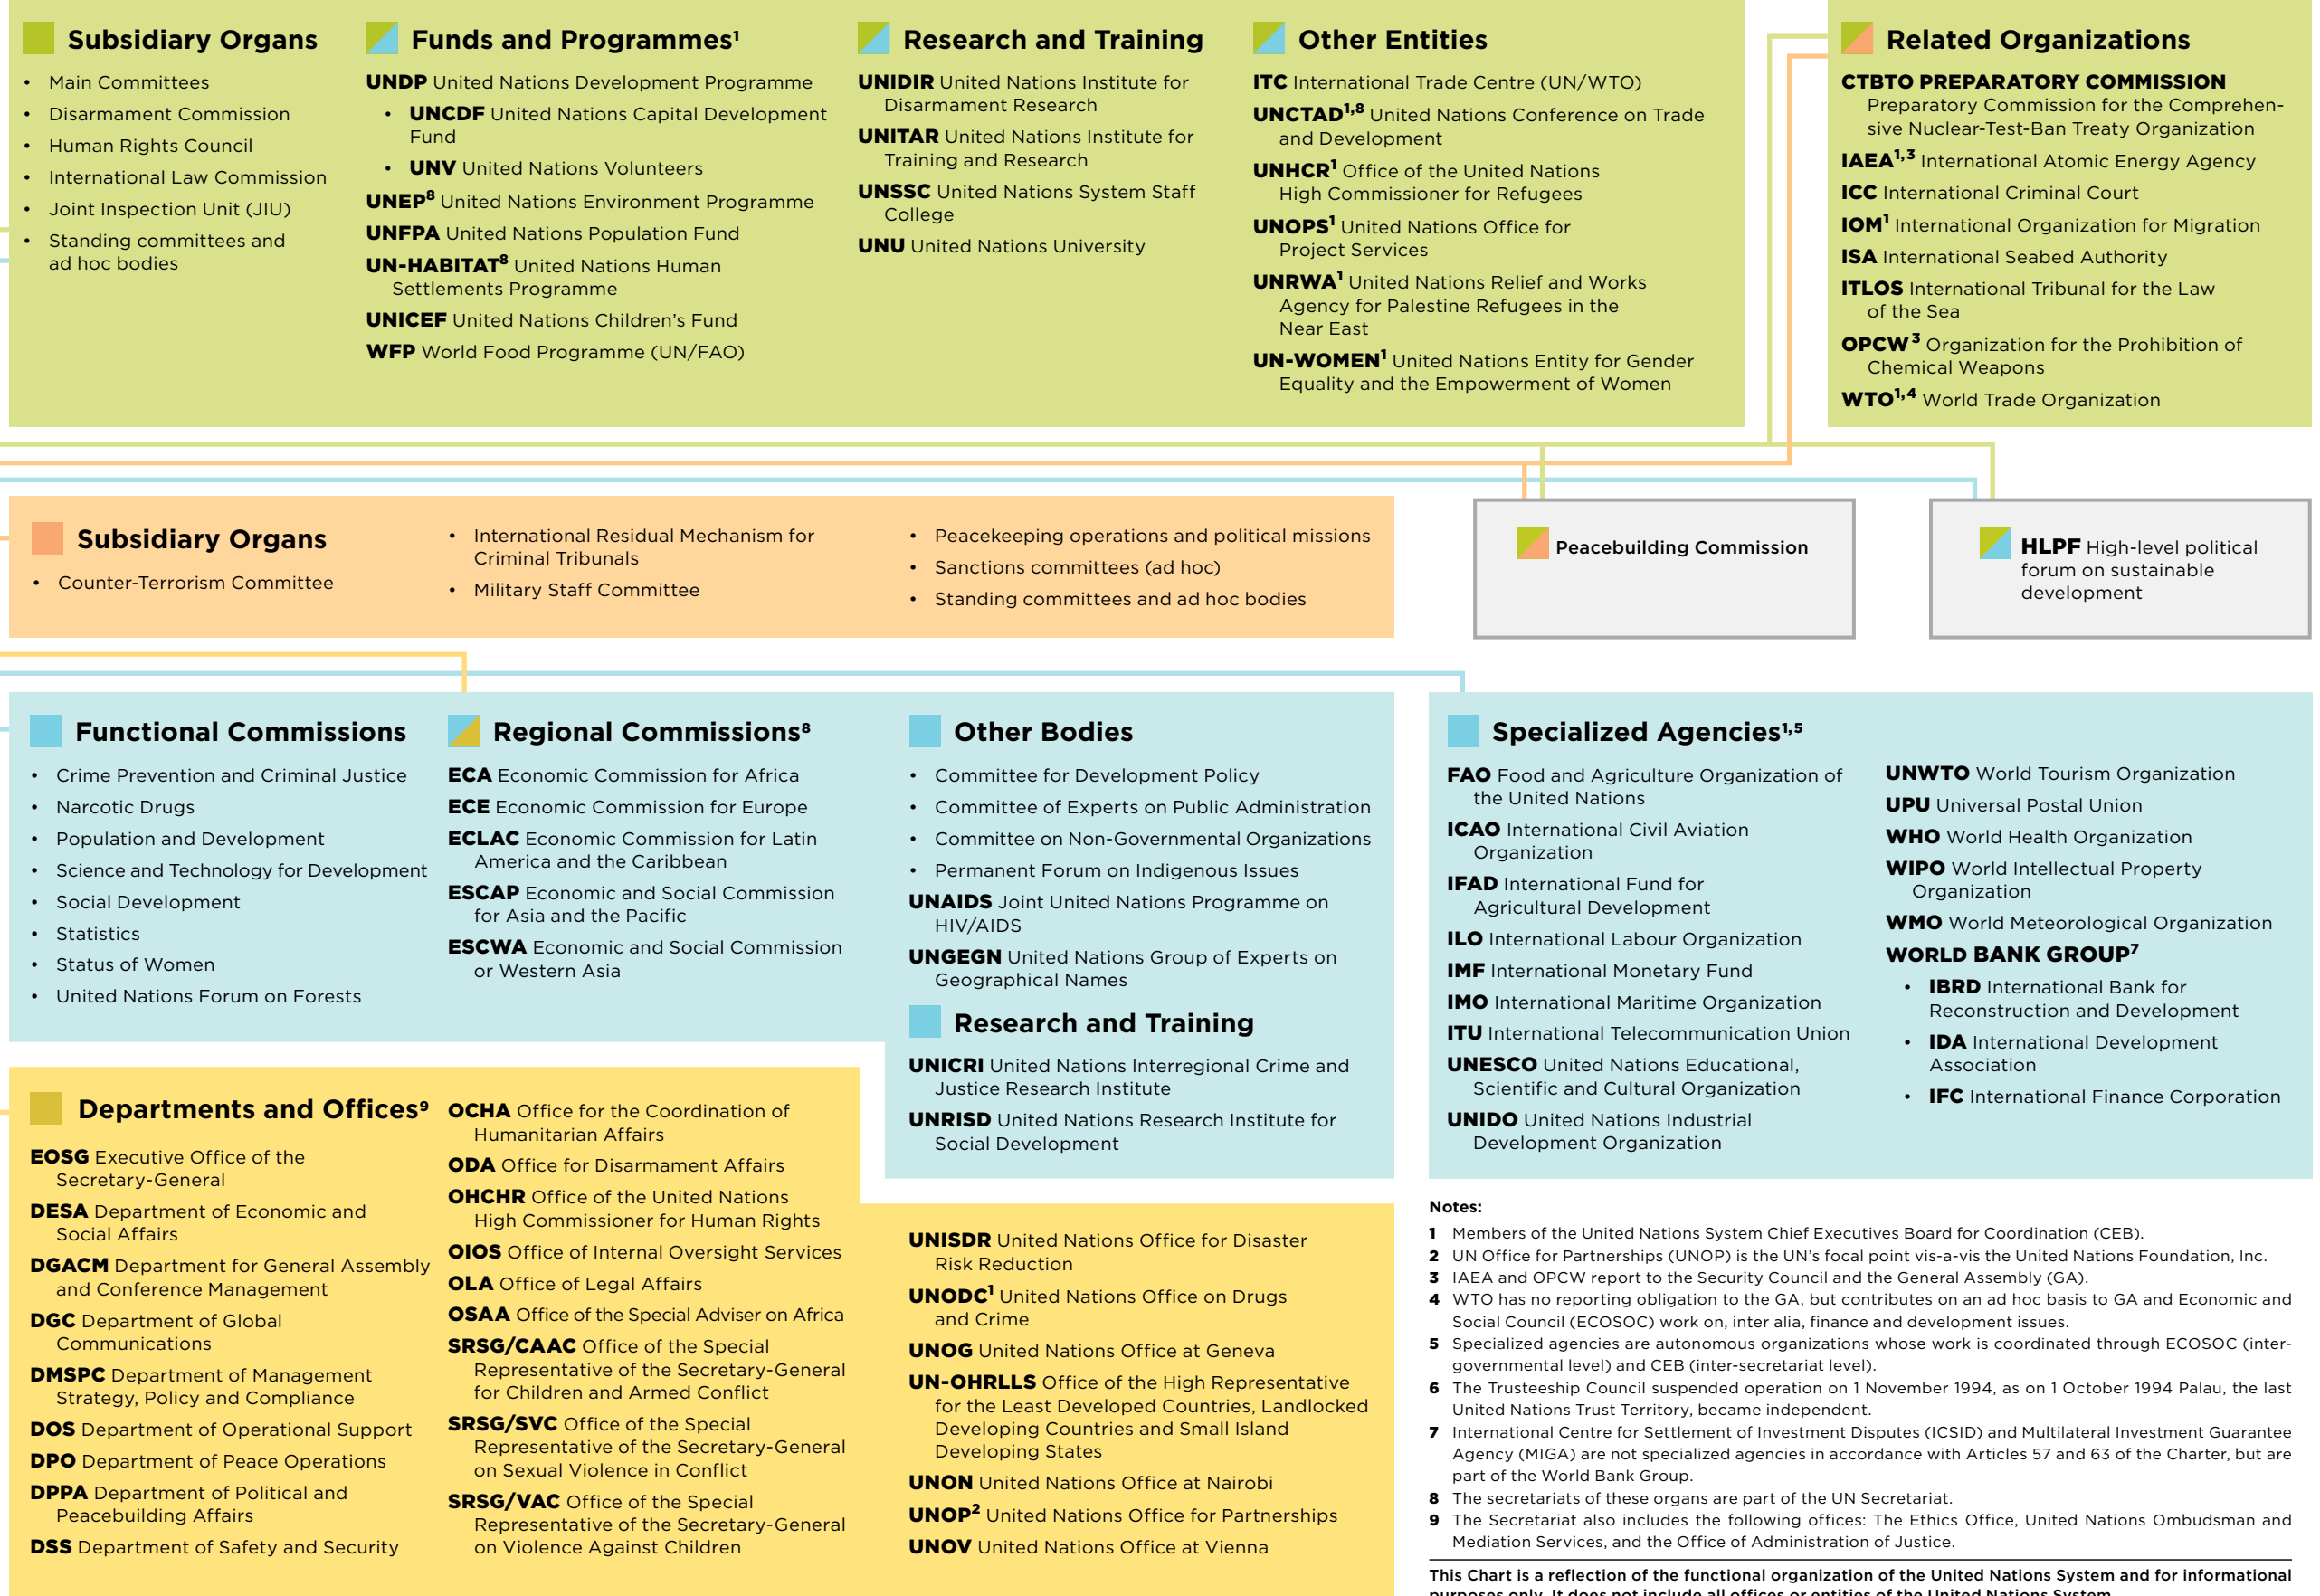 Subsidiary Organs
• Main Committees
• Disarmament Commission
• Human Rights Council
• International Law Commission
• Joint Inspection Unit (JIU)
• Standing committees and
ad hoc bodies
Funds and Programmes¹
UNDP United Nations Development Programme
• UNCDF United Nations Capital Development
Fund
• UNV United Nations Volunteers
UNEP⁸ United Nations Environment Programme
UNFPA United Nations Population Fund
UN-HABITAT⁸ United Nations Human
Settlements Programme
UNICEF United Nations Children’s Fund
WFP World Food Programme (UN/FAO)
Research and Training
UNIDIR United Nations Institute for
Disarmament Research
UNITAR United Nations Institute for
Training and Research
UNSSC United Nations System Staff
College
UNU United Nations University
Other Entities
ITC International Trade Centre (UN/WTO)
UNCTAD¹,⁸ United Nations Conference on Trade
and Development
UNHCR¹ Office of the United Nations
High Commissioner for Refugees
UNOPS¹ United Nations Office for
Project Services
UNRWA¹ United Nations Relief and Works
Agency for Palestine Refugees in the
Near East
UN-WOMEN¹ United Nations Entity for Gender
Equality and the Empowerment of Women
Related Organizations
CTBTO PREPARATORY COMMISSION
Preparatory Commission for the Comprehen-
sive Nuclear-Test-Ban Treaty Organization
IAEA¹,³ International Atomic Energy Agency
ICC International Criminal Court
IOM¹ International Organization for Migration
ISA International Seabed Authority
ITLOS International Tribunal for the Law
of the Sea
OPCW³ Organization for the Prohibition of
Chemical Weapons
WTO¹,⁴ World Trade Organization
Subsidiary Organs
• Counter-Terrorism Committee
• International Residual Mechanism for
Criminal Tribunals
• Military Staff Committee
• Peacekeeping operations and political missions
• Sanctions committees (ad hoc)
• Standing committees and ad hoc bodies
Peacebuilding Commission
HLPF High-level political
forum on sustainable
development
Functional Commissions
• Crime Prevention and Criminal Justice
• Narcotic Drugs
• Population and Development
• Science and Technology for Development
• Social Development
• Statistics
• Status of Women
• United Nations Forum on Forests
Regional Commissions⁸
ECA Economic Commission for Africa
ECE Economic Commission for Europe
ECLAC Economic Commission for Latin
America and the Caribbean
ESCAP Economic and Social Commission
for Asia and the Pacific
ESCWA Economic and Social Commission
or Western Asia
Other Bodies
• Committee for Development Policy
• Committee of Experts on Public Administration
• Committee on Non-Governmental Organizations
• Permanent Forum on Indigenous Issues
UNAIDS Joint United Nations Programme on
HIV/AIDS
UNGEGN United Nations Group of Experts on
Geographical Names
Research and Training
UNICRI United Nations Interregional Crime and
Justice Research Institute
UNRISD United Nations Research Institute for
Social Development
Specialized Agencies¹,⁵
FAO Food and Agriculture Organization of
the United Nations
ICAO International Civil Aviation
Organization
IFAD International Fund for
Agricultural Development
ILO International Labour Organization
IMF International Monetary Fund
IMO International Maritime Organization
ITU International Telecommunication Union
UNESCO United Nations Educational,
Scientific and Cultural Organization
UNIDO United Nations Industrial
Development Organization
UNWTO World Tourism Organization
UPU Universal Postal Union
WHO World Health Organization
WIPO World Intellectual Property
Organization
WMO World Meteorological Organization
WORLD BANK GROUP⁷
• IBRD International Bank for
Reconstruction and Development
• IDA International Development
Association
• IFC International Finance Corporation
Departments and Offices⁹
EOSG Executive Office of the
Secretary-General
DESA Department of Economic and
Social Affairs
DGACM Department for General Assembly
and Conference Management
DGC Department of Global
Communications
DMSPC Department of Management
Strategy, Policy and Compliance
DOS Department of Operational Support
DPO Department of Peace Operations
DPPA Department of Political and
Peacebuilding Affairs
DSS Department of Safety and Security
OCHA Office for the Coordination of
Humanitarian Affairs
ODA Office for Disarmament Affairs
OHCHR Office of the United Nations
High Commissioner for Human Rights
OIOS Office of Internal Oversight Services
OLA Office of Legal Affairs
OSAA Office of the Special Adviser on Africa
SRSG/CAAC Office of the Special
Representative of the Secretary-General
for Children and Armed Conflict
SRSG/SVC Office of the Special
Representative of the Secretary-General
on Sexual Violence in Conflict
SRSG/VAC Office of the Special
Representative of the Secretary-General
on Violence Against Children
UNISDR United Nations Office for Disaster
Risk Reduction
UNODC¹ United Nations Office on Drugs
and Crime
UNOG United Nations Office at Geneva
UN-OHRLLS Office of the High Representative
for the Least Developed Countries, Landlocked
Developing Countries and Small Island
Developing States
UNON United Nations Office at Nairobi
UNOP² United Nations Office for Partnerships
UNOV United Nations Office at Vienna
Notes:
1 Members of the United Nations System Chief Executives Board for Coordination (CEB).
2 UN Office for Partnerships (UNOP) is the UN’s focal point vis-a-vis the United Nations Foundation, Inc.
3 IAEA and OPCW report to the Security Council and the General Assembly (GA).
4 WTO has no reporting obligation to the GA, but contributes on an ad hoc basis to GA and Economic and
Social Council (ECOSOC) work on, inter alia, finance and development issues.
5 Specialized agencies are autonomous organizations whose work is coordinated through ECOSOC (inter-
governmental level) and CEB (inter-secretariat level).
6 The Trusteeship Council suspended operation on 1 November 1994, as on 1 October 1994 Palau, the last
United Nations Trust Territory, became independent.
7 International Centre for Settlement of Investment Disputes (ICSID) and Multilateral Investment Guarantee
Agency (MIGA) are not specialized agencies in accordance with Articles 57 and 63 of the Charter, but are
part of the World Bank Group.
8 The secretariats of these organs are part of the UN Secretariat.
9 The Secretariat also includes the following offices: The Ethics Office, United Nations Ombudsman and
Mediation Services, and the Office of Administration of Justice.
This Chart is a reflection of the functional organization of the United Nations System and for informational
purposes only. It does not include all offices or entities of the United Nations System.